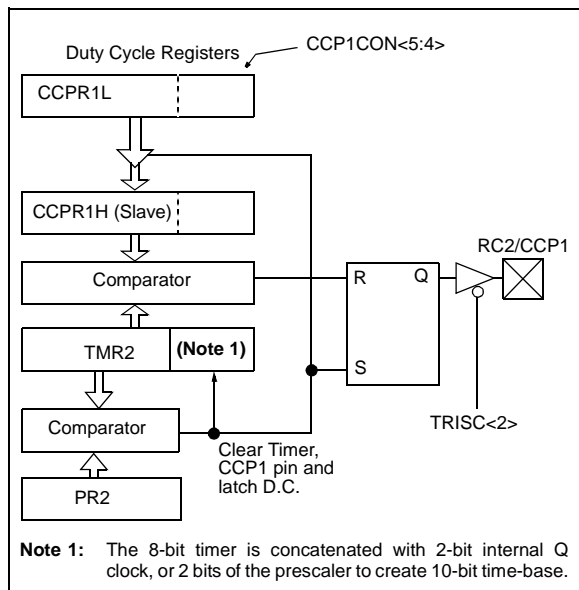 Duty Cycle Registers
CCP1CON<5:4>
CCPR1L
CCPR1H (Slave)
RC2/CCP1
Comparator
R
Q
TMR2
(Note 1)
S
TRISC<2>
Comparator
Clear Timer,
CCP1 pin and
latch D.C.
PR2
Note 1: The 8-bit timer is concatenated with 2-bit internal Q
clock, or 2 bits of the prescaler to create 10-bit time-base.